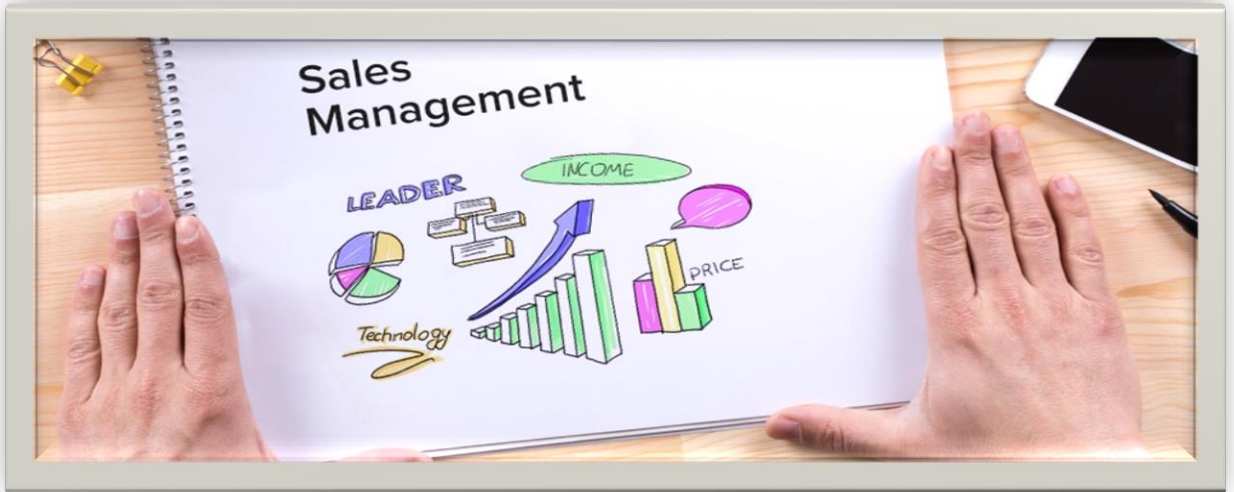 Sales
Management
INCOME
LEADER
PRICE
Technology